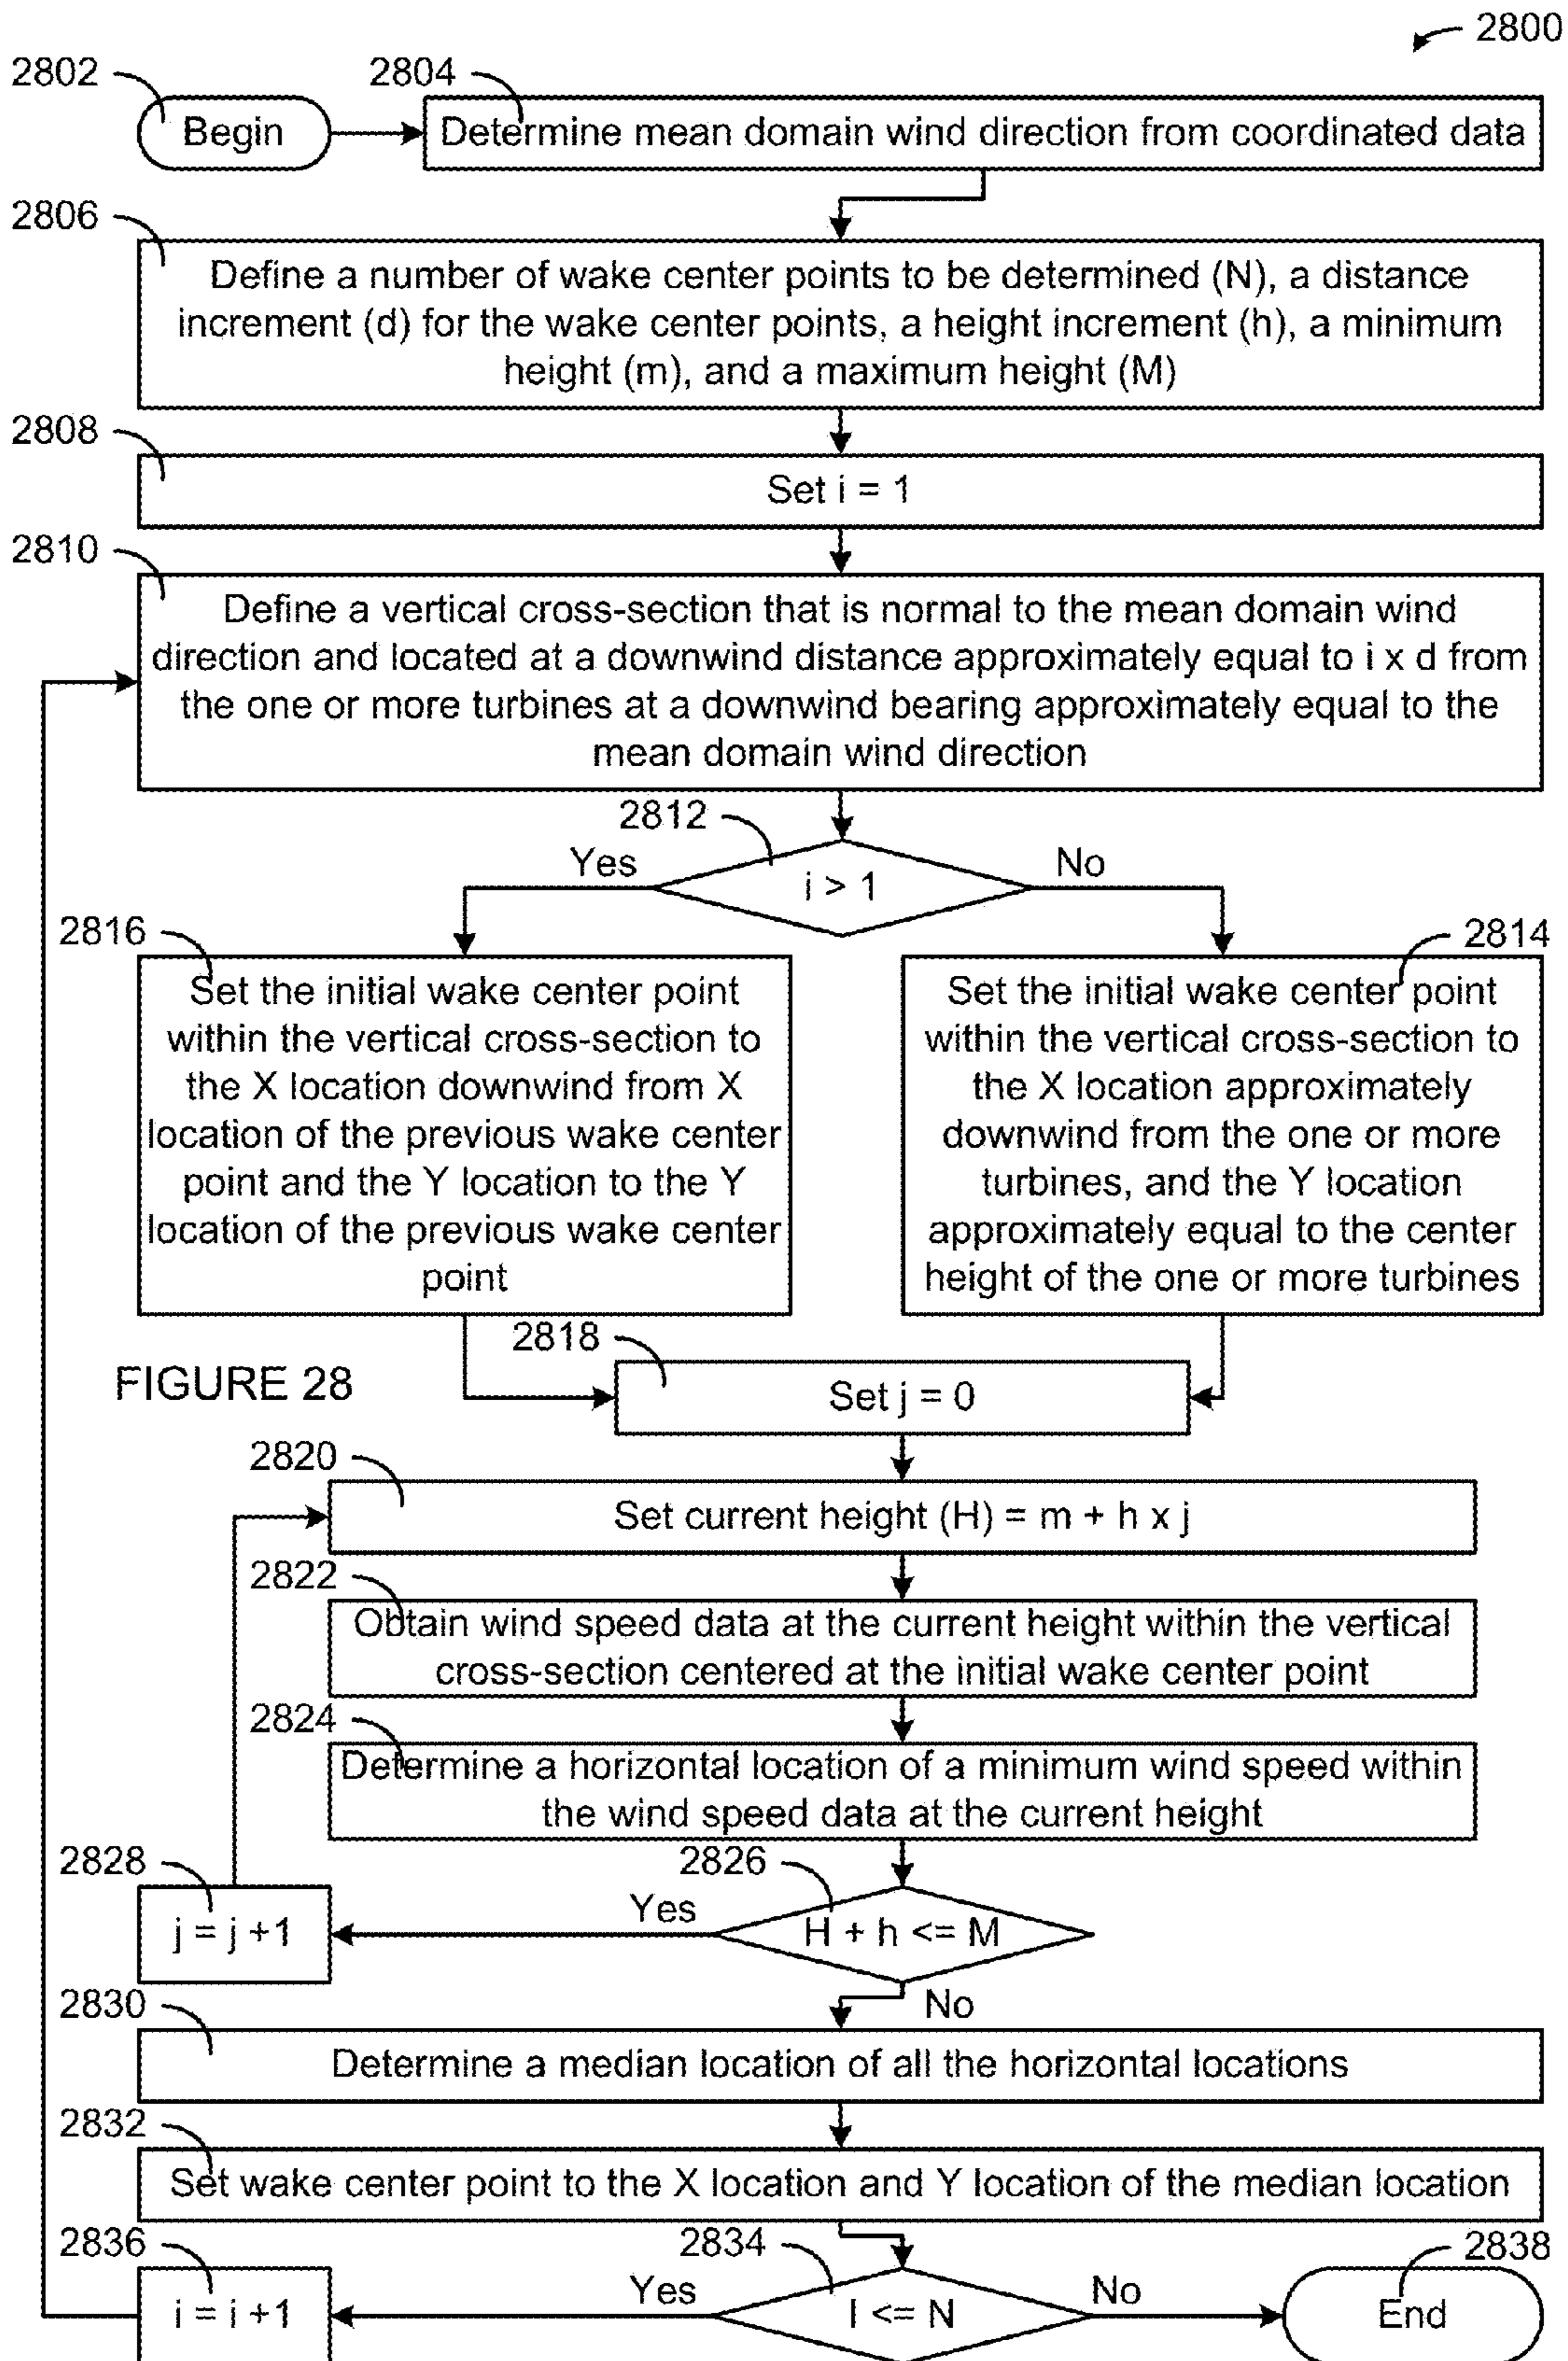 2800
2802
2804
Begin
Determine mean domain wind direction from coordinated data
2806
Define a number of wake center points to be determined (N), a distance
increment (d) for the wake center points, a height increment (h), a minimum
height (m), and a maximum height (M)
2808
Set i = 1
2810
Define a vertical cross-section that is normal to the mean domain wind
direction and located at a downwind distance approximately equal to i x d from
the one or more turbines at a downwind bearing approximately equal to the
mean domain wind direction
2812
Yes
No
i > 1
2816
Set the initial wake center point
within the vertical cross-section to
the X location downwind from X
location of the previous wake center
point and the Y location to the Y
location of the previous wake center
point
2814
Set the initial wake center point
within the vertical cross-section to
the X location approximately
downwind from the one or more
turbines, and the Y location
approximately equal to the center
height of the one or more turbines
2818
FIGURE 28
Set j = 0
2820
Set current height (H) = m + h x j
2822
Obtain wind speed data at the current height within the vertical
cross-section centered at the initial wake center point
2824
Determine a horizontal location of a minimum wind speed within
the wind speed data at the current height
2828
2826
j = j +1
Yes
H + h <= M
No
2830
Determine a median location of all the horizontal locations
2832
Set wake center point to the X location and Y location of the median location
2836
2834
2838
i = i +1
Yes
I <= N
No
End